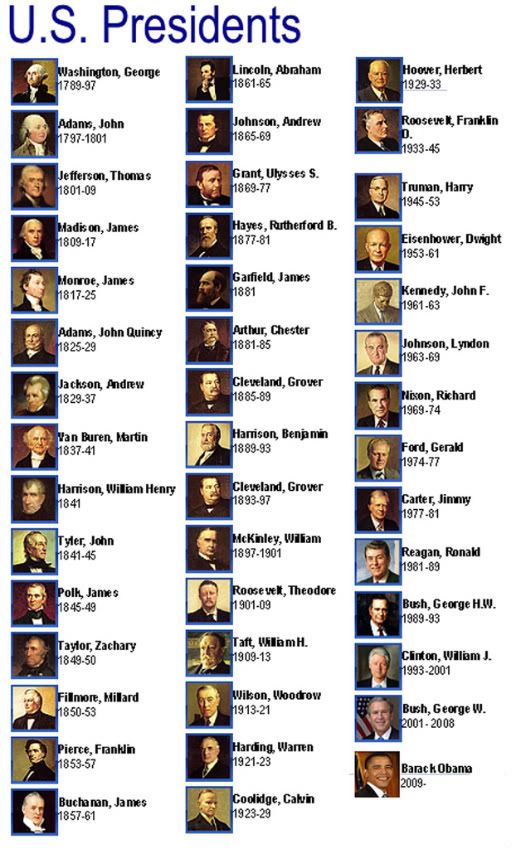 U.S. Presidents
Washington, George
1789-97
Adams, John
1797-1801
Jefferson, Thomas
1801-09
Madison, James
1809-17
Monroe, James
1817-25
Adams, John Quincy
1825-29
Jackson, Andrew
1829-37
Van Buren, Martin
1837-41
Harrison, William Henry
1841
Tyler, John
1841-45
Polk, James
1845-49
Taylor, Zachary
1849-50
Fillmore, Millard
1850-53
Pierce, Franklin
1853-57
Buchanan, James
1857-61
Lincoln, Abraham
1861-65
Johnson, Andrew
1865-69
Grant, Ulysses S.
1869-77
Hayes, Rutherford B.
1877-81
Garfield, James
1881
Arthur, Chester
1881-85
Cleveland, Grover
1885-89
Harrison, Benjamin
1889-93
Cleveland, Grover
1893-97
McKinley, William
1897-1901
Roosevelt, Theodore
1901-09
Taft, William H.
1909-13
Wilson, Woodrow
1913-21
Harding, Warren
1921-23
Coolidge, Calvin
1923-29
Hoover, Herbert
1929-33
Roosevelt, Franklin
D.
1933-45
Truman, Harry
1945-53
Eisenhower, Dwight
1953-61
Kennedy, John F.
1961-63
Johnson, Lyndon
1963-69
Nixon, Richard
1969-74
Ford, Gerald
1974-77
Carter, Jimmy
1977-81
Reagan, Ronald
1981-89
Bush, George H.W.
1989-93
Clinton, William J.
1993-2001
Bush, George W.
2001- 2008
Barack Obama
2009-